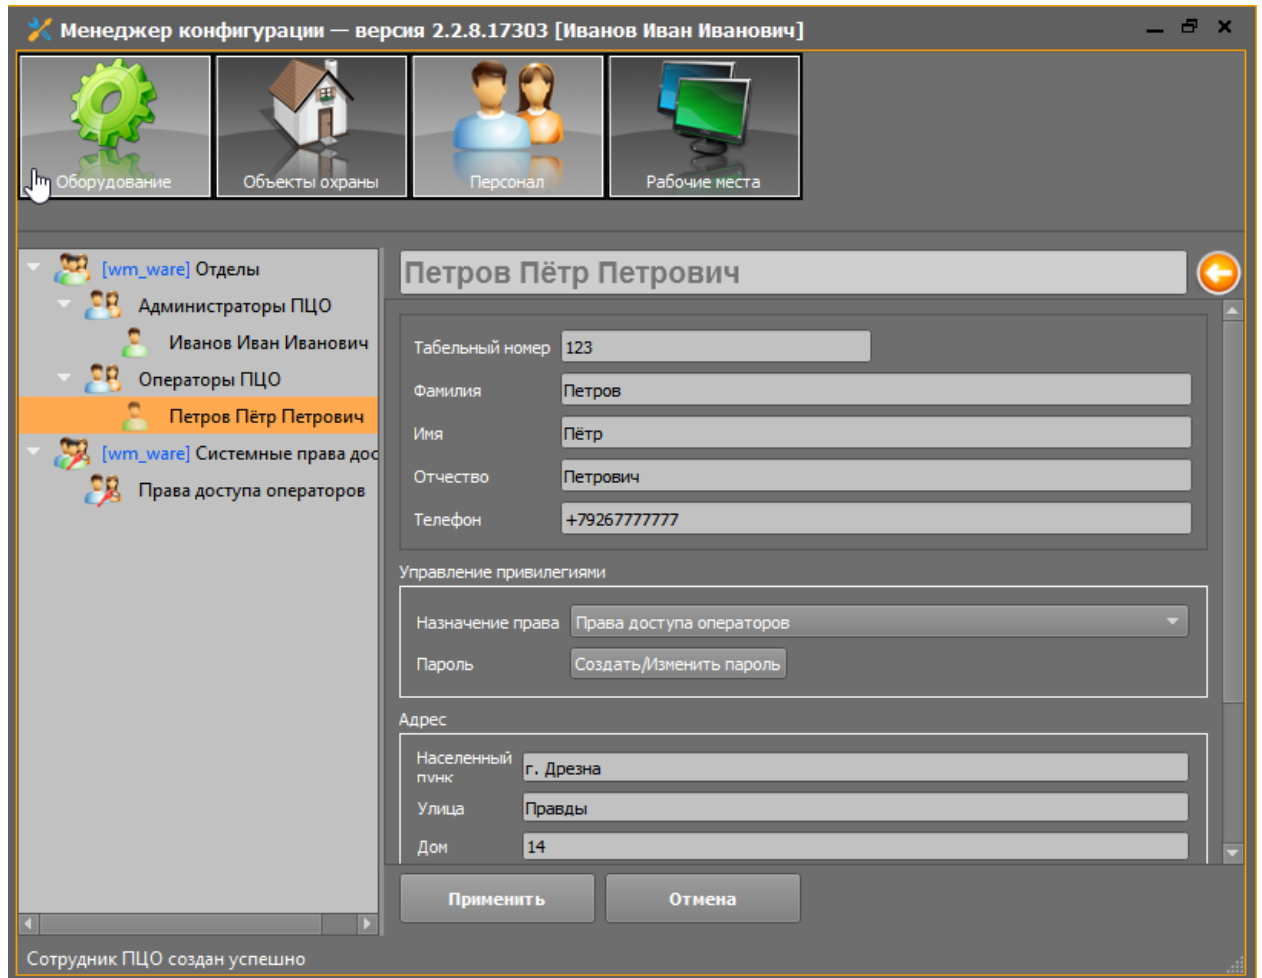 Менеджер конфигурации — версия 2.2.8.17303 [Иванов Иван Иванович]
Оборудование Объекты охраны Персонал Рабочие места
[wm_ware] Отделы
Администраторы ПЦО
Иванов Иван Иванович
Операторы ПЦО
Петров Пётр Петрович
[wm_ware] Системные права дос
Права доступа операторов
Петров Пётр Петрович
Табельный номер 123
Фамилия Петров
Имя Пётр
Отчество Петрович
Телефон +79267777777
Управление привилегиями
Назначение права Права доступа операторов
Пароль Создать/Изменить пароль
Адрес
Населенный
пунк
г. Дрезна
Улица Правды
Дом 14
Применить Отмена
Сотрудник ПЦО создан успешно